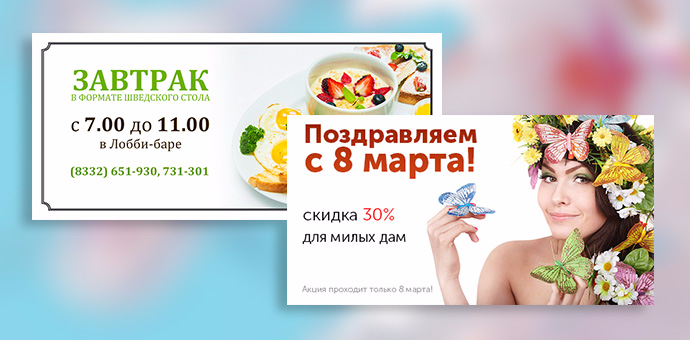 ЗАВТРАК
В ФОРМАТЕ ШВЕДСКОГО СТОЛА
с 7.00 до 11.00
в Лобби-баре
(8332) 651-930, 731-301
Поздравляем
с 8 марта!
скидка 30%
для милых дам
Акция проходит только 8 марта!